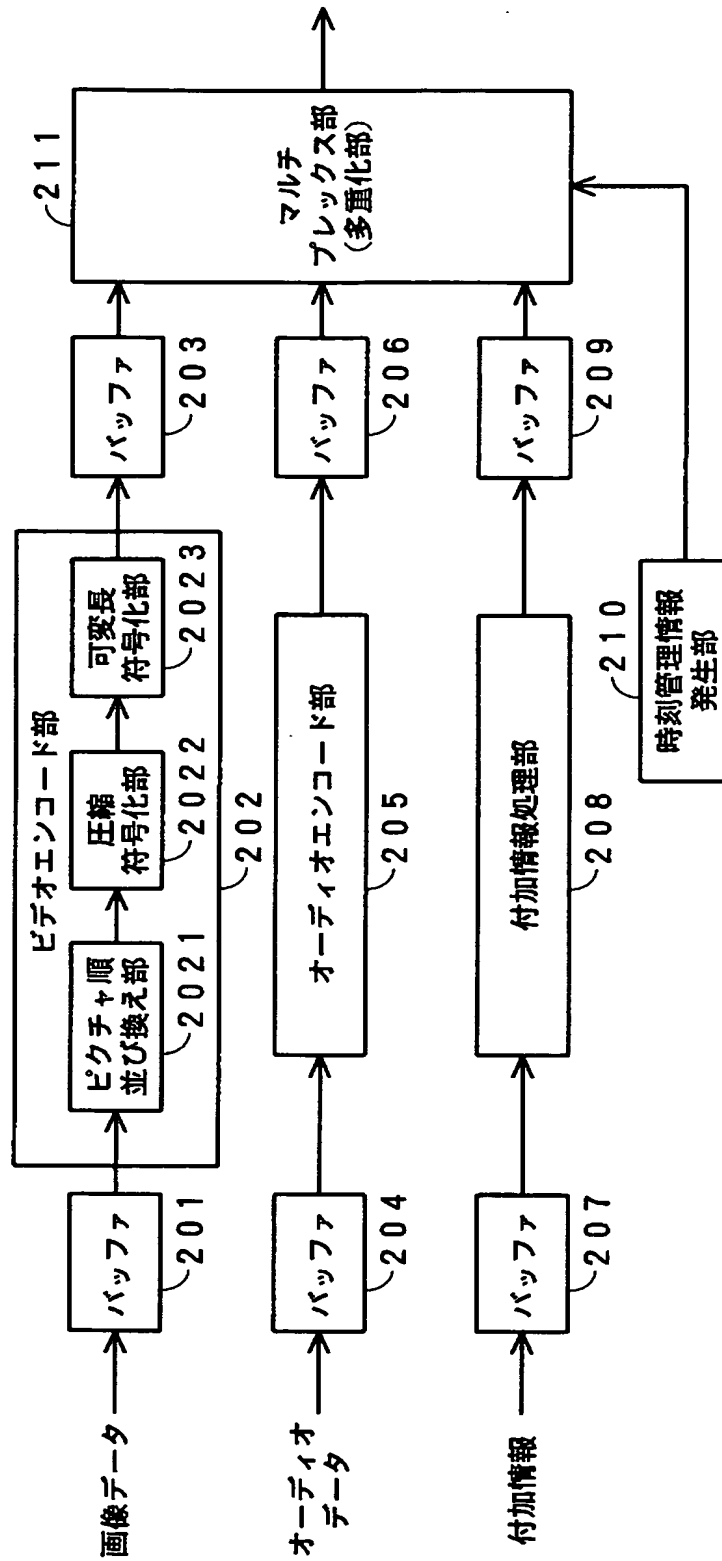 画像データ
バッファ
201
ビデオエンコード部
202
ピクチャ順
並び換え部
2021
圧縮
符号化部
2022
可変長
符号化部
2023
バッファ
203
オーディオ
データ
バッファ
204
オーディオエンコード部
205
バッファ
206
付加情報
バッファ
207
付加情報処理部
208
バッファ
209
時刻管理情報
発生部
210
マルチ
プレックス部
(多重化部)
211